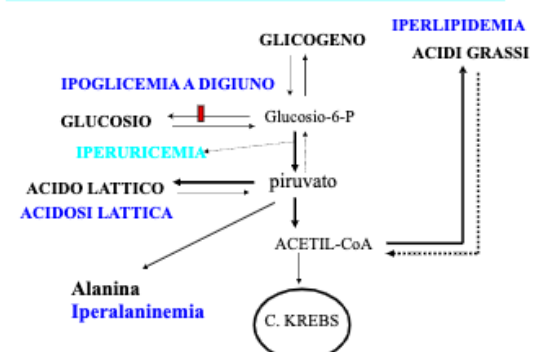 IPERLIPIDEMIA
GLICOGENO
ACIDI GRASSI
IPOGLICEMIA A DIGIUNO
GLUCOSIO
Glucosio-6-P
IPERURICEMIA
ACIDO LATTICO
piruvato
ACIDOSI LATTICA
ACETIL-CoA
Alanina
Iperalaninemia
C. KREBS